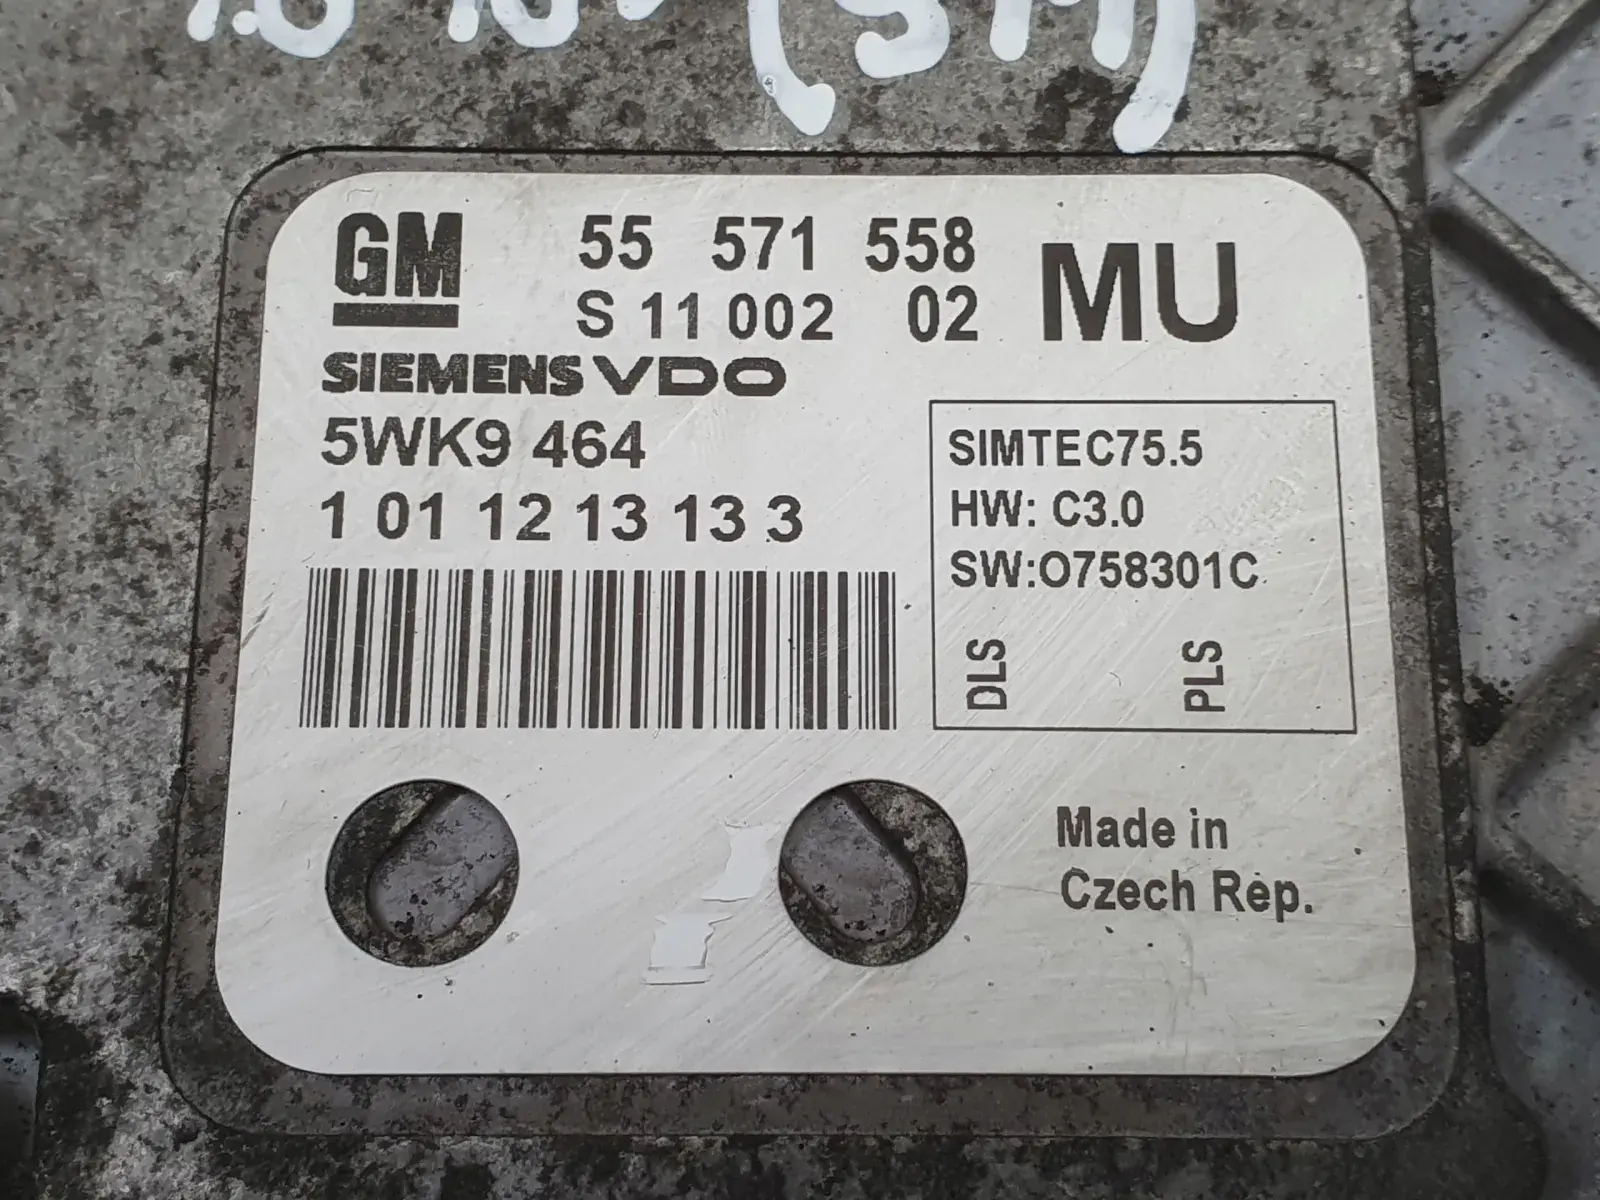 GM 55 571 558 MU
S 11 002 02
SIEMENS VDO
5WK9 464
1 01 12 13 13 3
SIMTEC75.5
HW: C3.0
SW:O758301C
DLS PLS
Made in
Czech Rep.